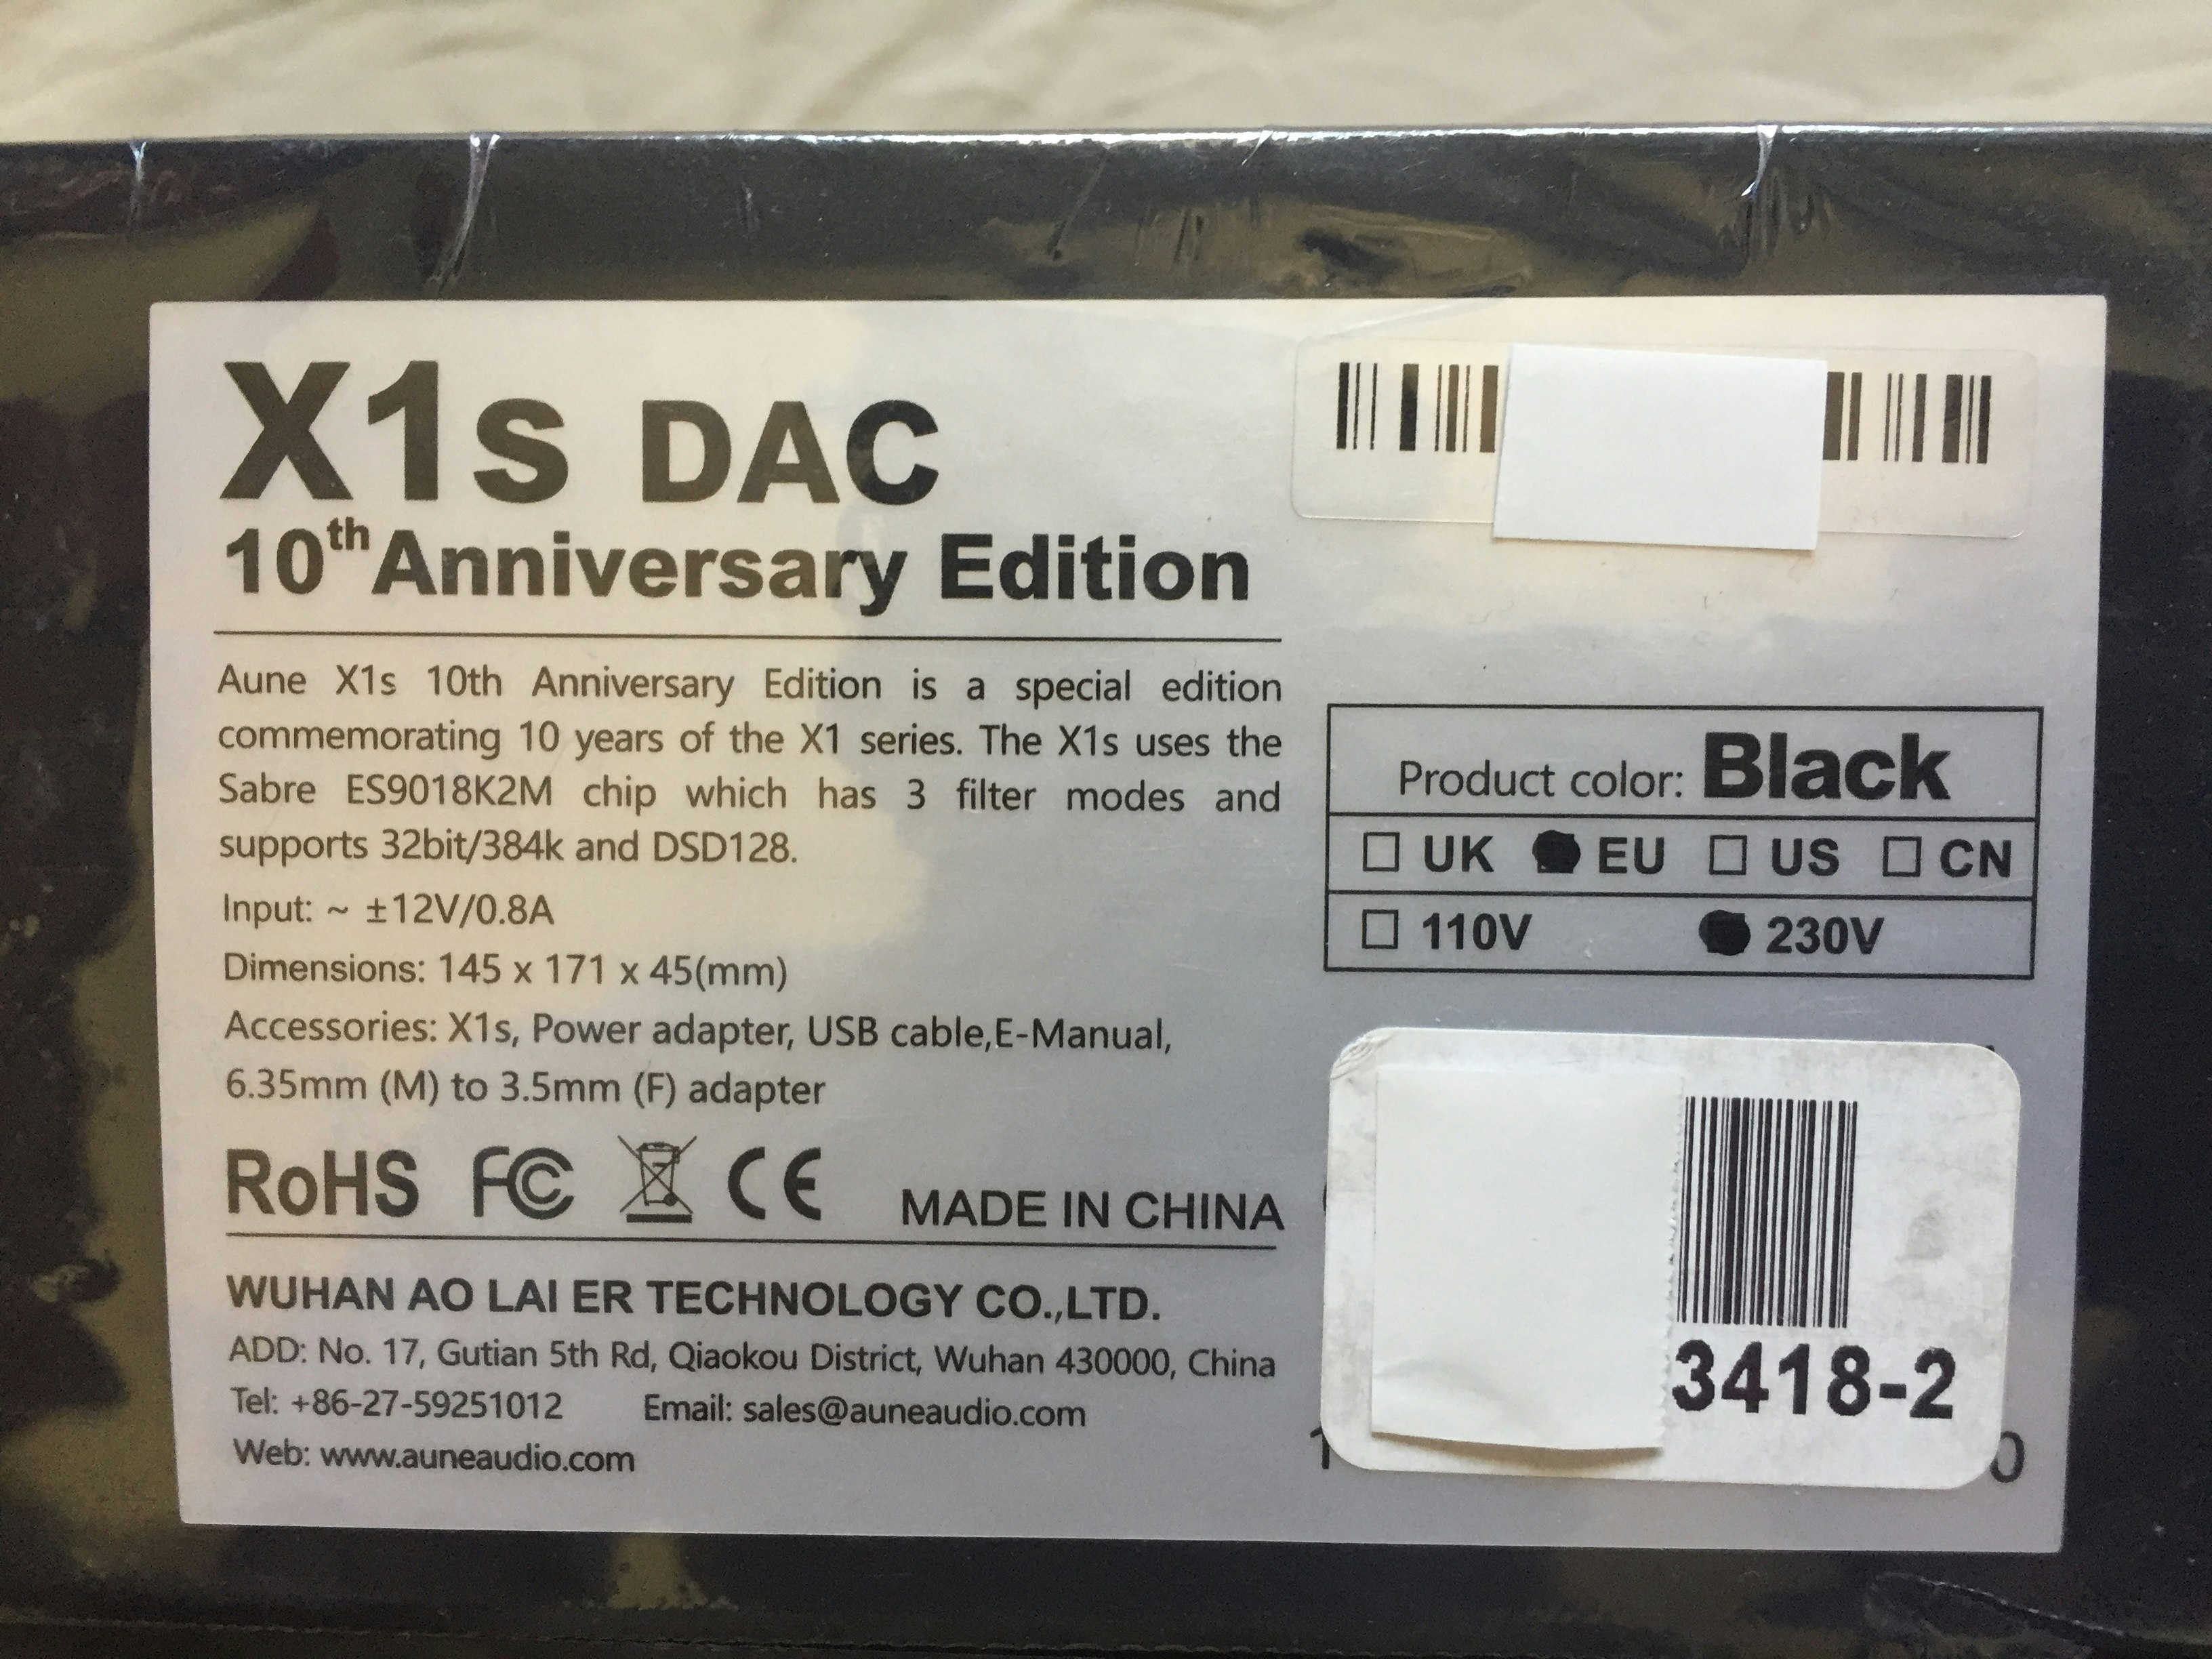 X1s DAC
10th Anniversary Edition
Aune X1s 10th Anniversary Edition is a special edition
commemorating 10 years of the X1 series. The X1s uses the
Sabre ES9018K2M chip which has 3 filter modes and
supports 32bit/384k and DSD128.
Input: ~ ±12V/0.8A
Dimensions: 145 x 171 x 45(mm)
Accessories: X1s, Power adapter, USB cable,E-Manual,
6.35mm (M) to 3.5mm (F) adapter
RoHS FC CE MADE IN CHINA
WUHAN AO LAI ER TECHNOLOGY CO.,LTD.
ADD: No. 17, Gutian 5th Rd, Qiaokou District, Wuhan 430000, China
Tel: +86-27-59251012 Email: sales@auneaudio.com
Web: www.auneaudio.com
Product color: Black
UK EU US CN
110V 230V
3418-2